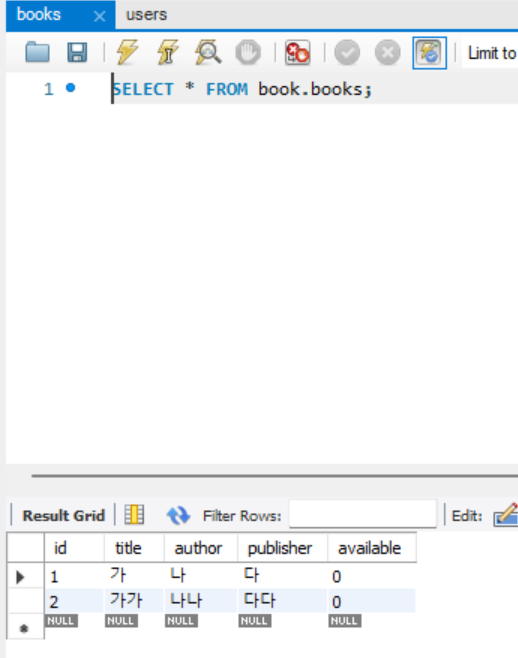 books × users
Limit to
1 SELECT * FROM book.books;
Result Grid Filter Rows: Edit:
id title author publisher available
1 가 나 다 0
2 가가 나나 다다 0
NULL NULL NULL NULL NULL